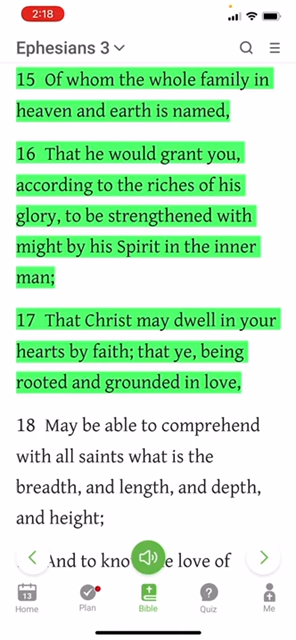 2:18
Ephesians 3
15 Of whom the whole family in
heaven and earth is named,
16 That he would grant you,
according to the riches of his
glory, to be strengthened with
might by his Spirit in the inner
man;
17 That Christ may dwell in your
hearts by faith; that ye, being
rooted and grounded in love,
18 May be able to comprehend
with all saints what is the
breadth, and length, and depth,
and height;
And to love of
13
Home Plan Bible Quiz Me